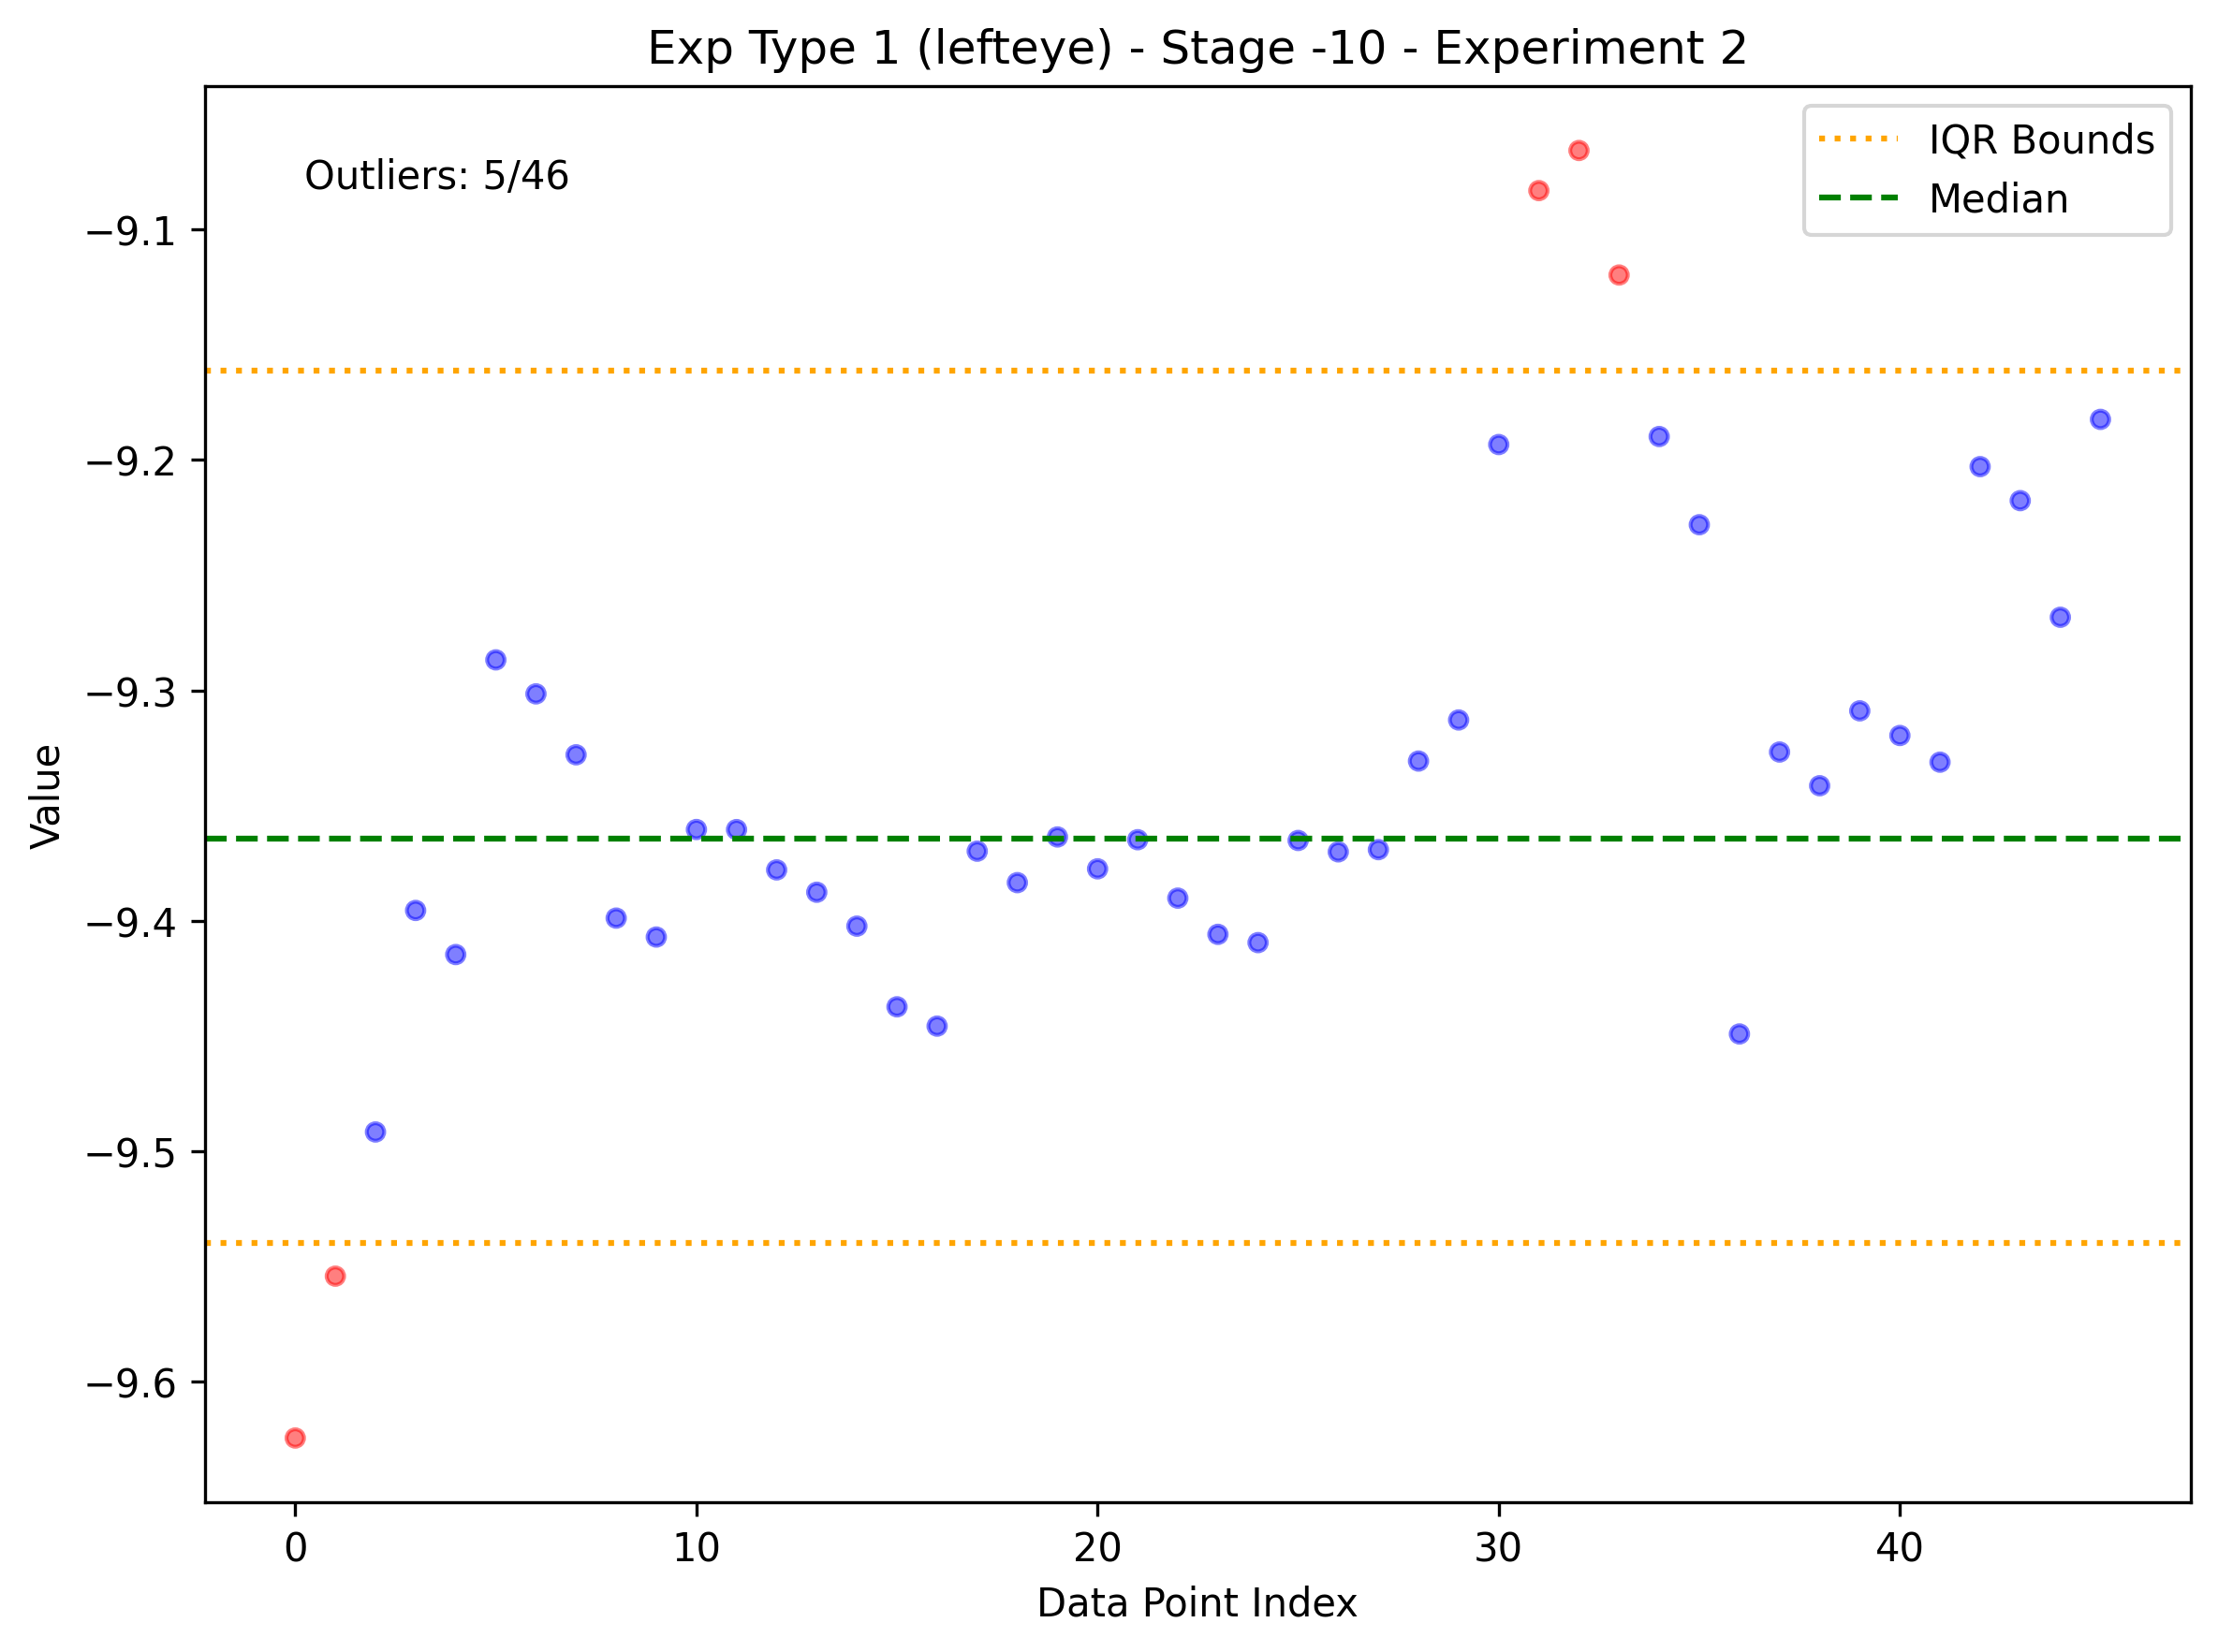 Exp Type 1 (lefteye) - Stage -10 - Experiment 2
Outliers: 5/46
IQR Bounds
Median
−9.1
−9.2
−9.3
−9.4
−9.5
−9.6
Value
0 10 20 30 40
Data Point Index